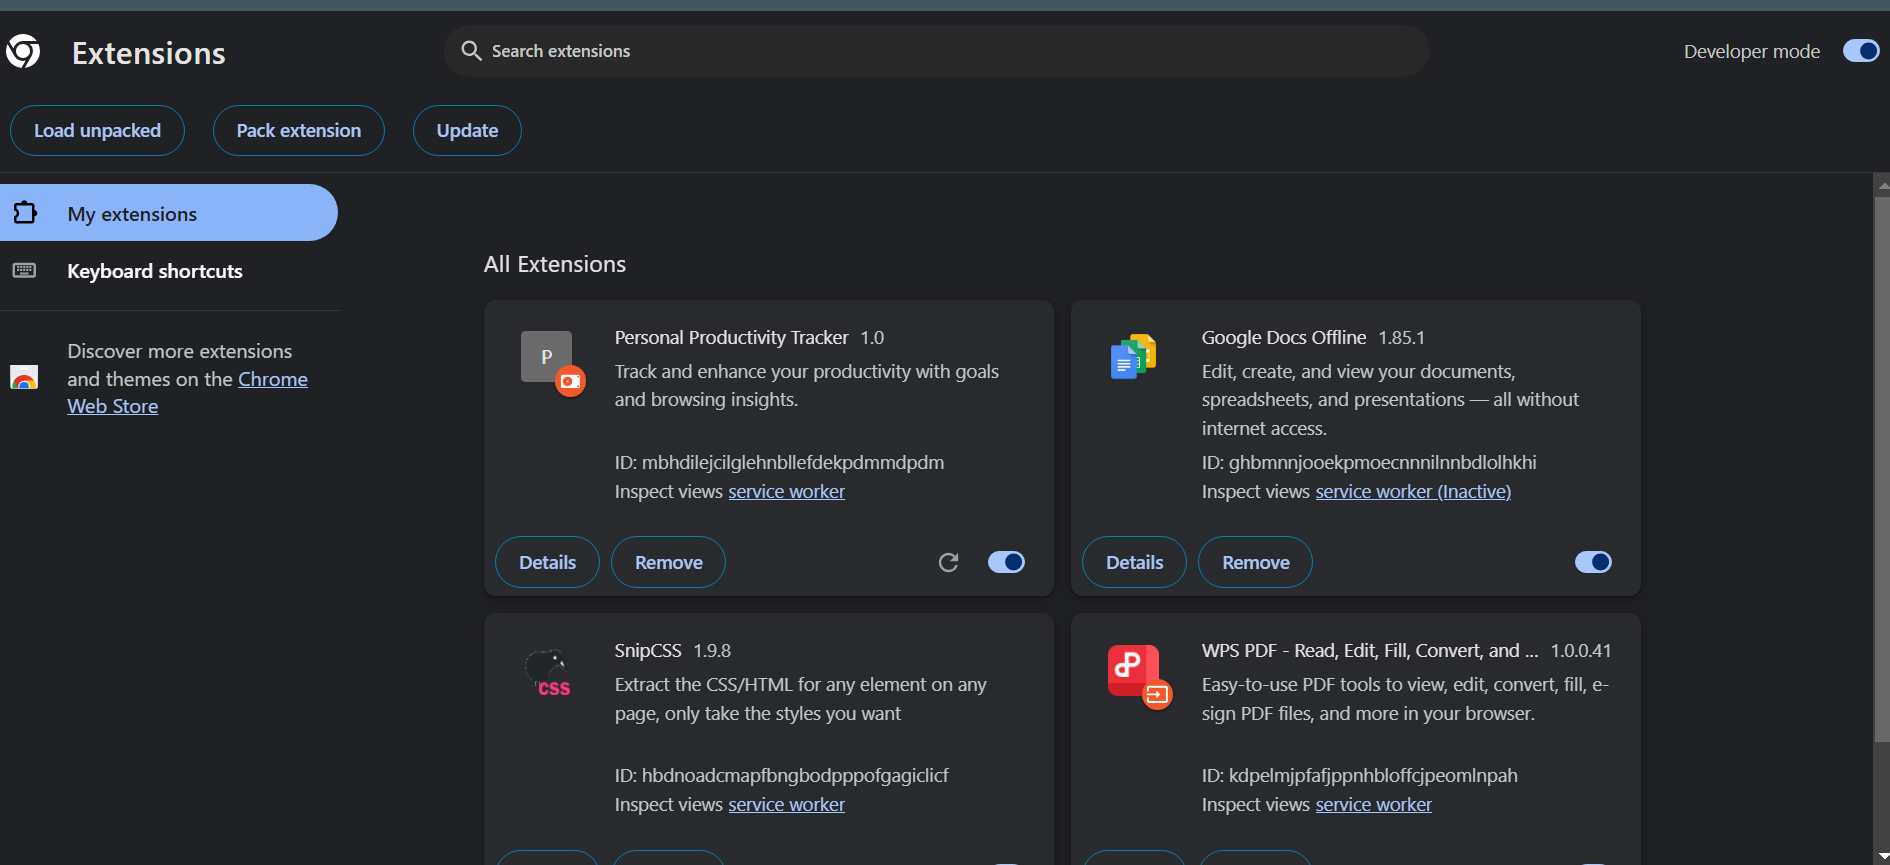 Extensions
Search extensions
Developer mode
Load unpacked
Pack extension
Update
My extensions
Keyboard shortcuts
Discover more extensions
and themes on the Chrome
Web Store
All Extensions
P
Personal Productivity Tracker 1.0
Track and enhance your productivity with goals
and browsing insights.
ID: mbhdilejcilglehnbllefdekpdmmdpdm
Inspect views service worker
Details
Remove
Google Docs Offline 1.85.1
Edit, create, and view your documents,
spreadsheets, and presentations — all without
internet access.
ID: ghbmnnjooekpmoecnnnilnnbdlolhkhi
Inspect views service worker (Inactive)
Details
Remove
CSS
SnipCSS 1.9.8
Extract the CSS/HTML for any element on any
page, only take the styles you want
ID: hbdnoadcmapfbngbodpppofgagiclicf
Inspect views service worker
WPS PDF - Read, Edit, Fill, Convert, and ... 1.0.0.41
Easy-to-use PDF tools to view, edit, convert, fill, e-
sign PDF files, and more in your browser.
ID: kdpelmjpfafjppnhbloffcjpeomlnpah
Inspect views service worker